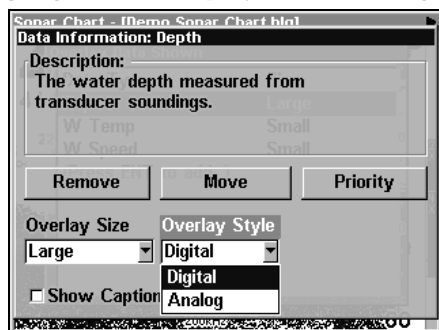 Sonar Chart - [Demo Sonar Chart.blg]
Data Information: Depth
Description:
The water depth measured from
transducer soundings.
Large
W Temp Small
W Speed Small
Remove Move Priority
Overlay Size Overlay Style
Large Digital
Digital
Show Caption Analog